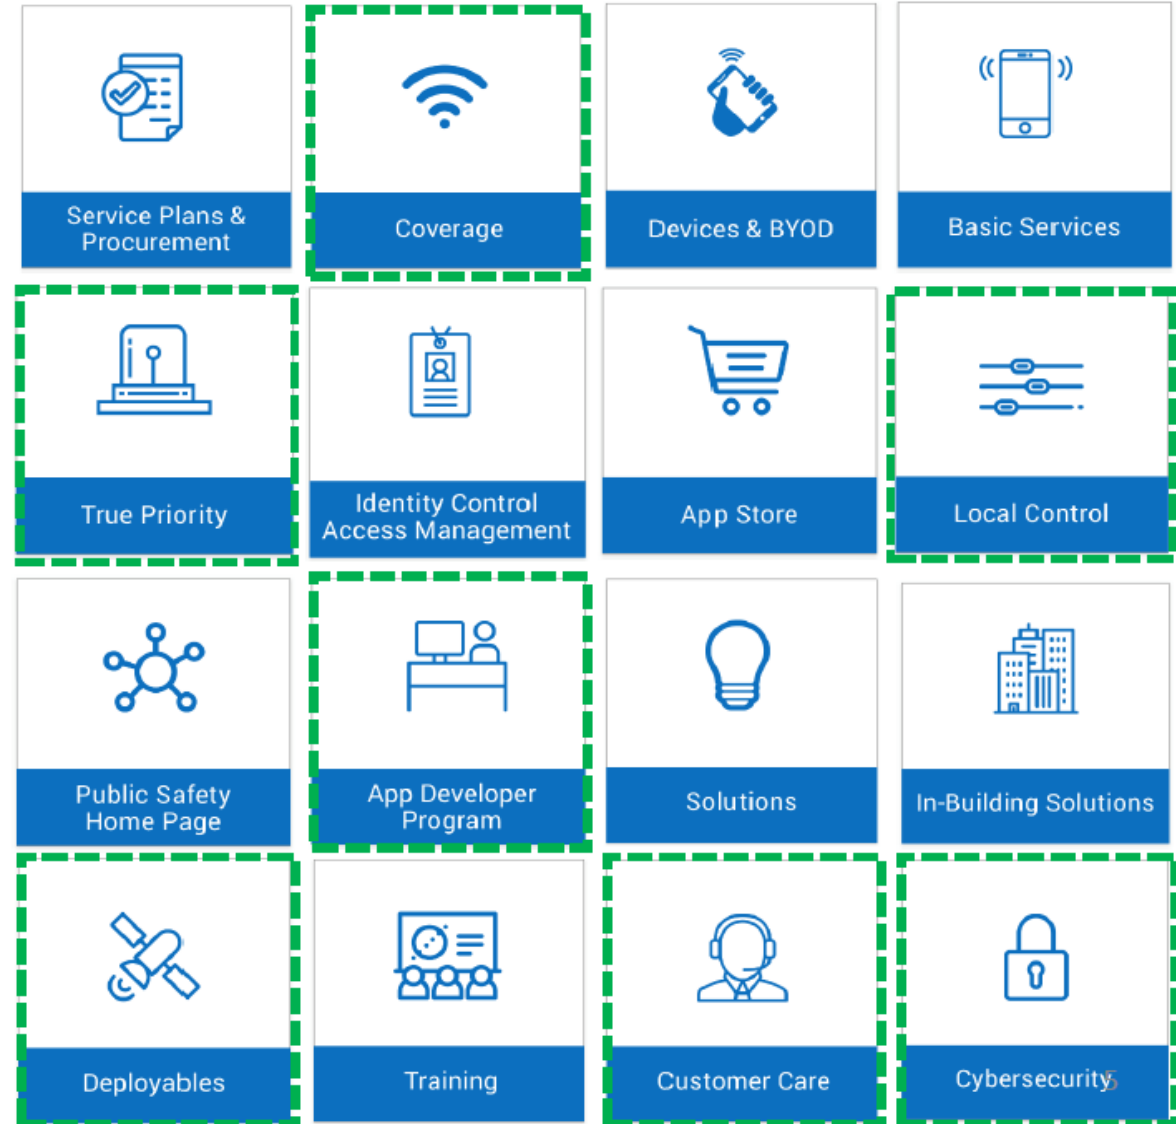 Service Plans &
Procurement
Coverage
Devices & BYOD
Basic Services
True Priority
Identity Control
Access Management
App Store
Local Control
Public Safety
Home Page
App Developer
Program
Solutions
In-Building Solutions
Deployables
Training
Customer Care
Cybersecurity
5